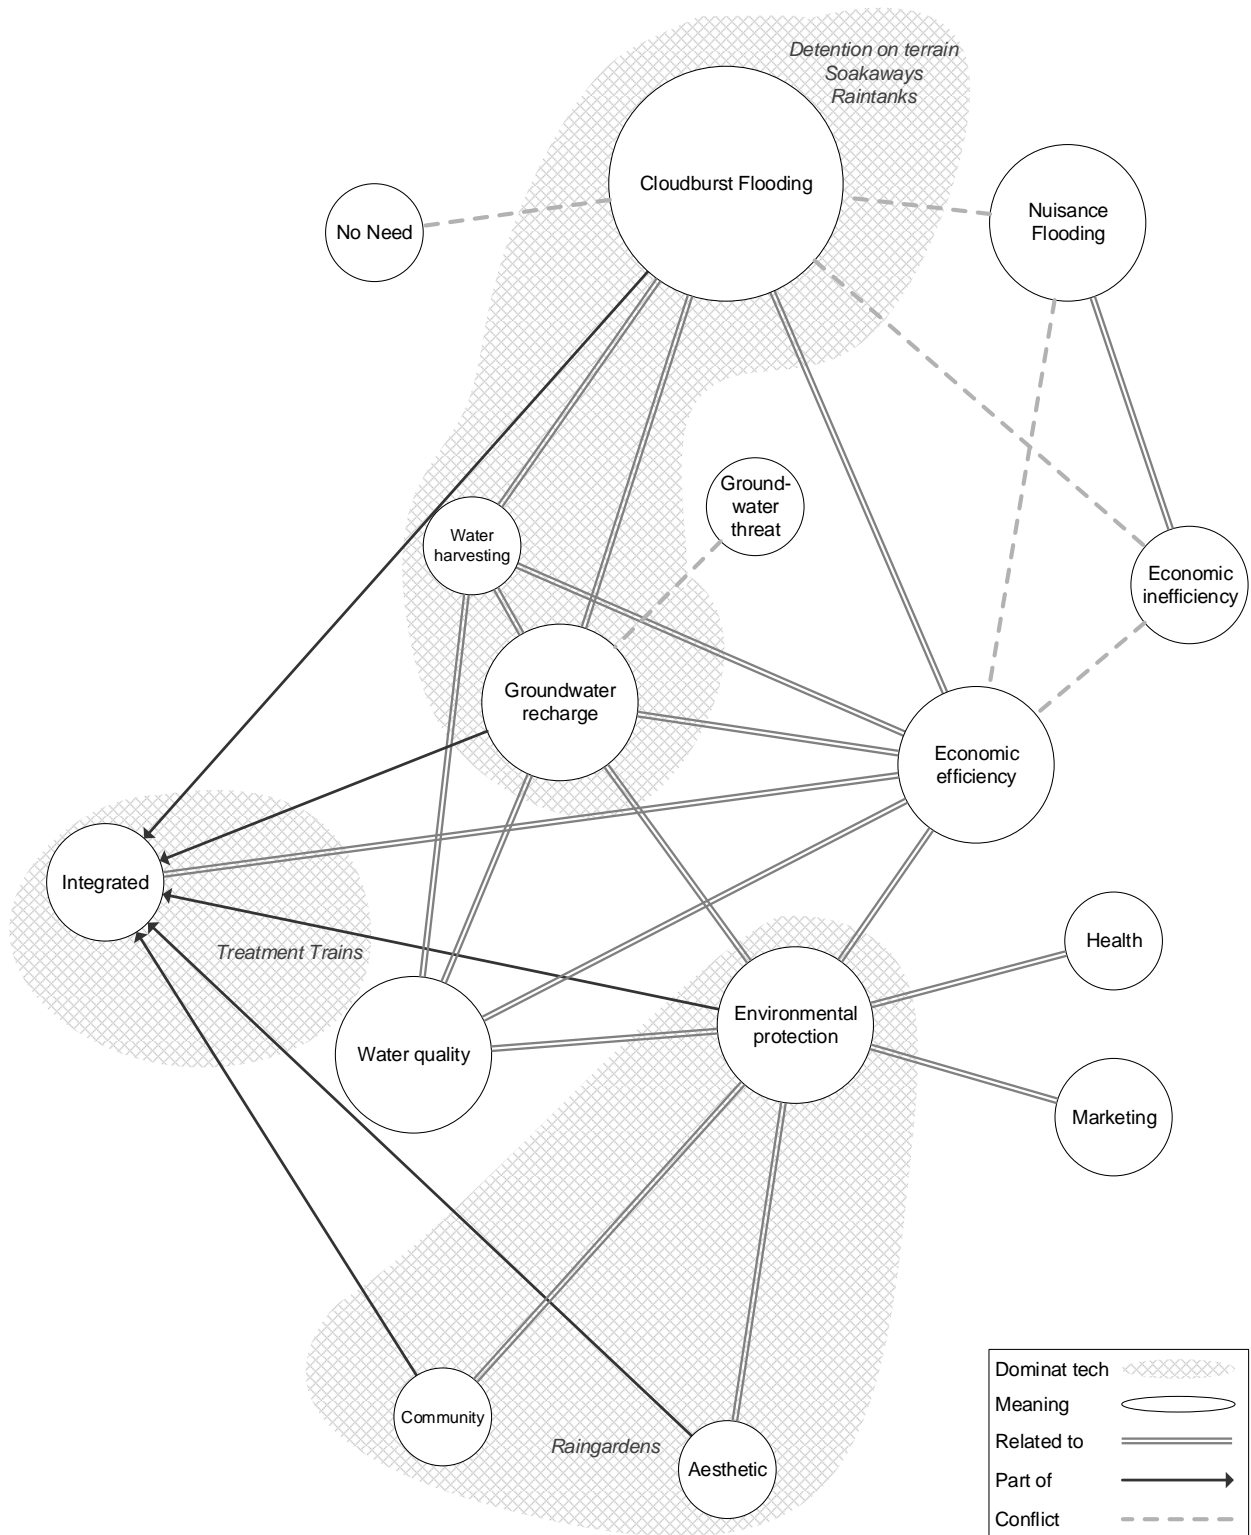 Detention on terrain
Soakaways
Raintanks
Cloudburst Flooding
No Need
Nuisance
Flooding
Ground-
water
threat
Water
harvesting
Economic
inefficiency
Groundwater
recharge
Economic
efficiency
Integrated
Treatment Trains
Health
Environmental
protection
Water quality
Marketing
Community
Raingardens
Aesthetic
Dominat tech
Meaning
Related to
Part of
Conflict